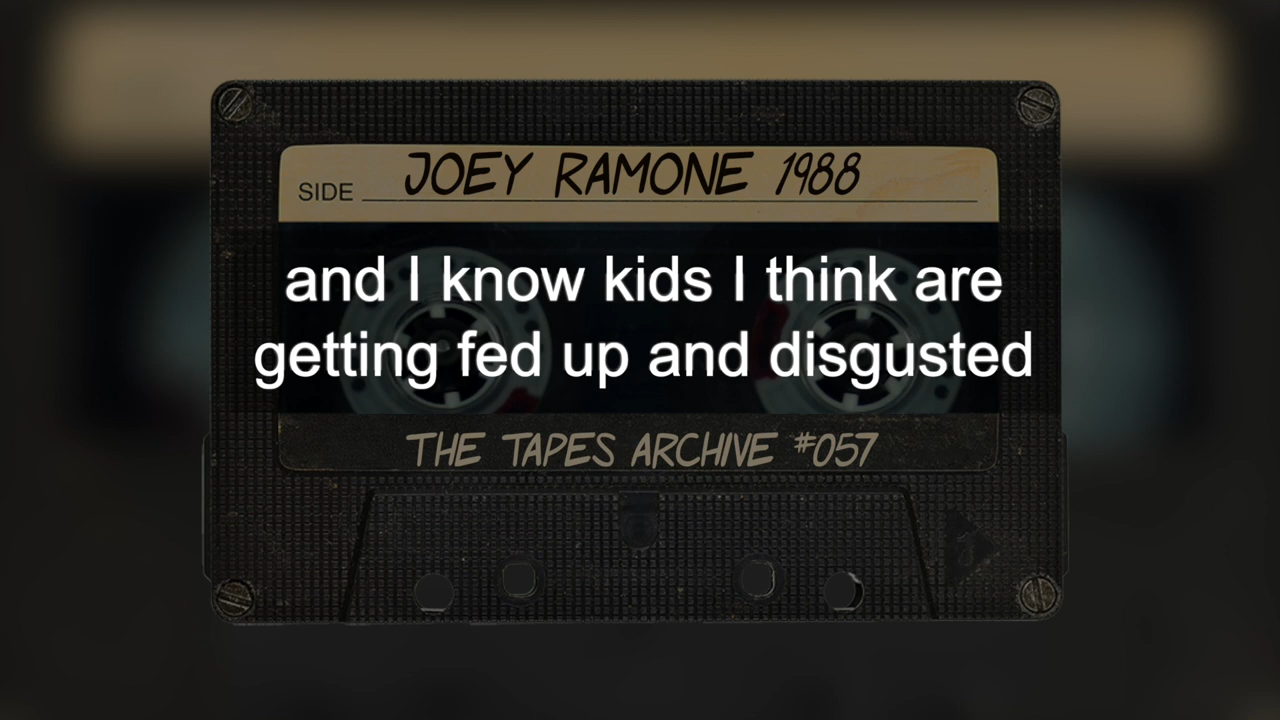 JOEY RAMONE 1988
SIDE
and I know kids I think are
getting fed up and disgusted
THE TAPES ARCHIVE #057